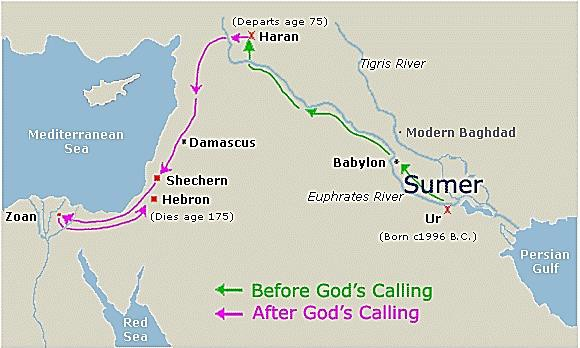 (Departs age 75)
Haran
Tigris River
Mediterranean
Sea
Damascus
Modern Baghdad
Babylon
Shechern
Sumer
Hebron
Euphrates River
Zoan
(Dies age 175)
Ur
(Born c1996 B.C.)
Persian
Gulf
Before God's Calling
After God's Calling
Red
Sea